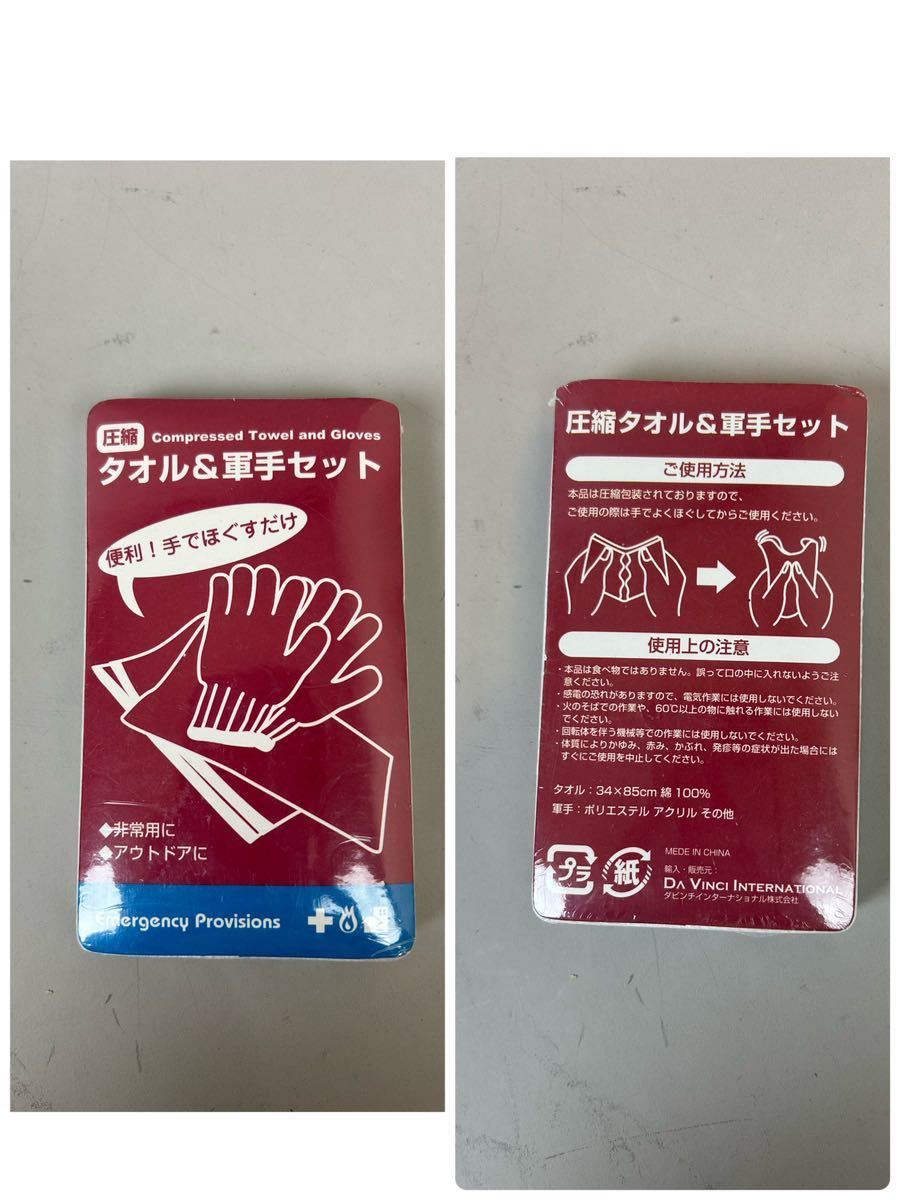 圧縮 Compressed Towel and Gloves
タオル&軍手セット
便利!手でほぐすだけ
◆非常用に
◆アウトドアに
Emergency Provisions
圧縮タオル&軍手セット
ご使用方法
本品は圧縮包装されておりますので、
ご使用の際は手でよくほぐしてからご使用ください。
使用上の注意
・本品は食べ物ではありません。誤って口の中に入れないようご注
意ください。
・感電の恐れがありますので、電気作業には使用しないでください。
・火のそばでの作業や、60℃以上の物に触れる作業には使用しない
でください。
・回転体を伴う機械等での作業には使用しないでください。
・体質によりかゆみ、赤み、かぶれ、発疹等の症状が出た場合には
すぐにご使用を中止してください。
タオル:34×85cm 綿 100%
軍手:ポリエステル アクリル その他
プラ 紙
MEDE IN CHINA
輸入・販売元:
DA VINCI INTERNATIONAL
ダビンチインターナショナル株式会社